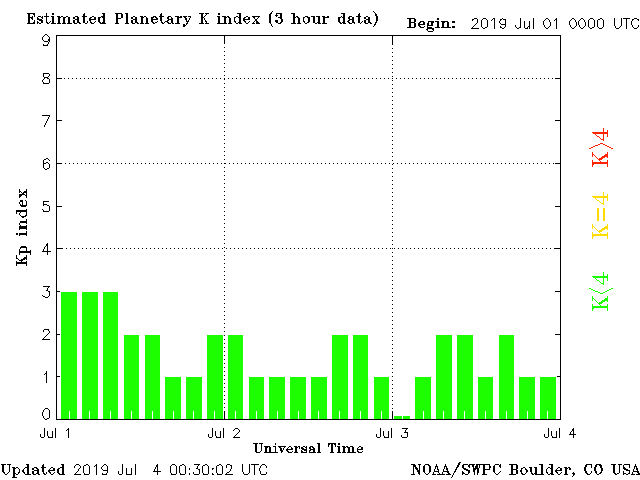 Estimated Planetary K index (3 hour data) Begin: 2019 Jul 01 0000 UTC
9
8
7
6
5
4
3
2
1
0
Kp index
K>4
K=4
K<4
Jul 1 Jul 2 Jul 3 Jul 4
Universal Time
Updated 2019 Jul 4 00:30:02 UTC NOAA/SWPC Boulder, CO USA